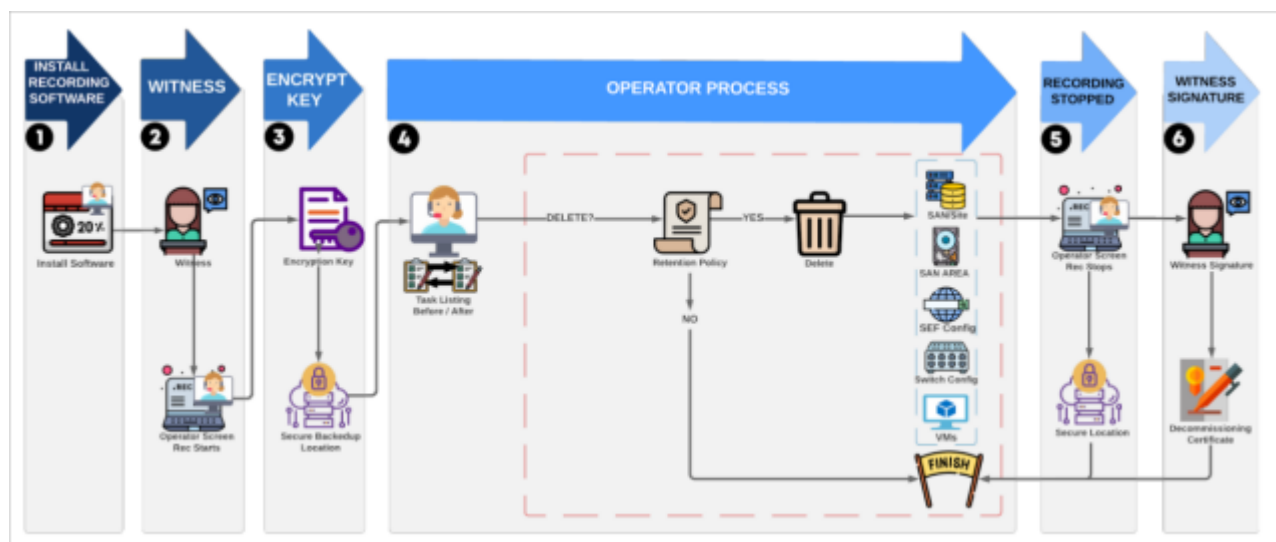 INSTALL
RECORDING
SOFTWARE
WITNESS
ENCRYPT
KEY
OPERATOR PROCESS
RECORDING
STOPPED
WITNESS
SIGNATURE
1
2
3
4
5
6
20%
Install Software
Witness
Encryption Key
Task Listing
Before / After
DELETE?
Retention Policy
YES
Delete
NO
SAN/Site
SAN AREA
SEF Config
Switch Config
VMs
FINISH
.REC
Operator Screen
Rec Starts
Secure Backedup
Location
.REC
Operator Screen
Rec Stops
Secure Location
Witness Signature
Decommissioning
Certificate